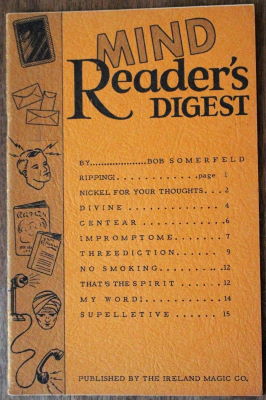 MIND
Reader's
DIGEST
BY....................BOB SOMERFELD
RIPPING!. . . . . . . . . . . .page 1
NICKEL FOR YOUR THOUGHTS. . . 2
DIVINE . . . . . . . . . . . . 4
CENTEAR . . . . . . . . . . . .6
IMPROMPTOME. . . . . . . . 7
THREEDICTION. . . . . . 9
NO SMOKING. . . . . . . . . .12
THAT'S THE SPIRIT . . . . . 12
MY WORD!. . . . . . . . . . . 14
SUPELLETIVE . . . . . . 15
PUBLISHED BY THE IRELAND MAGIC CO.